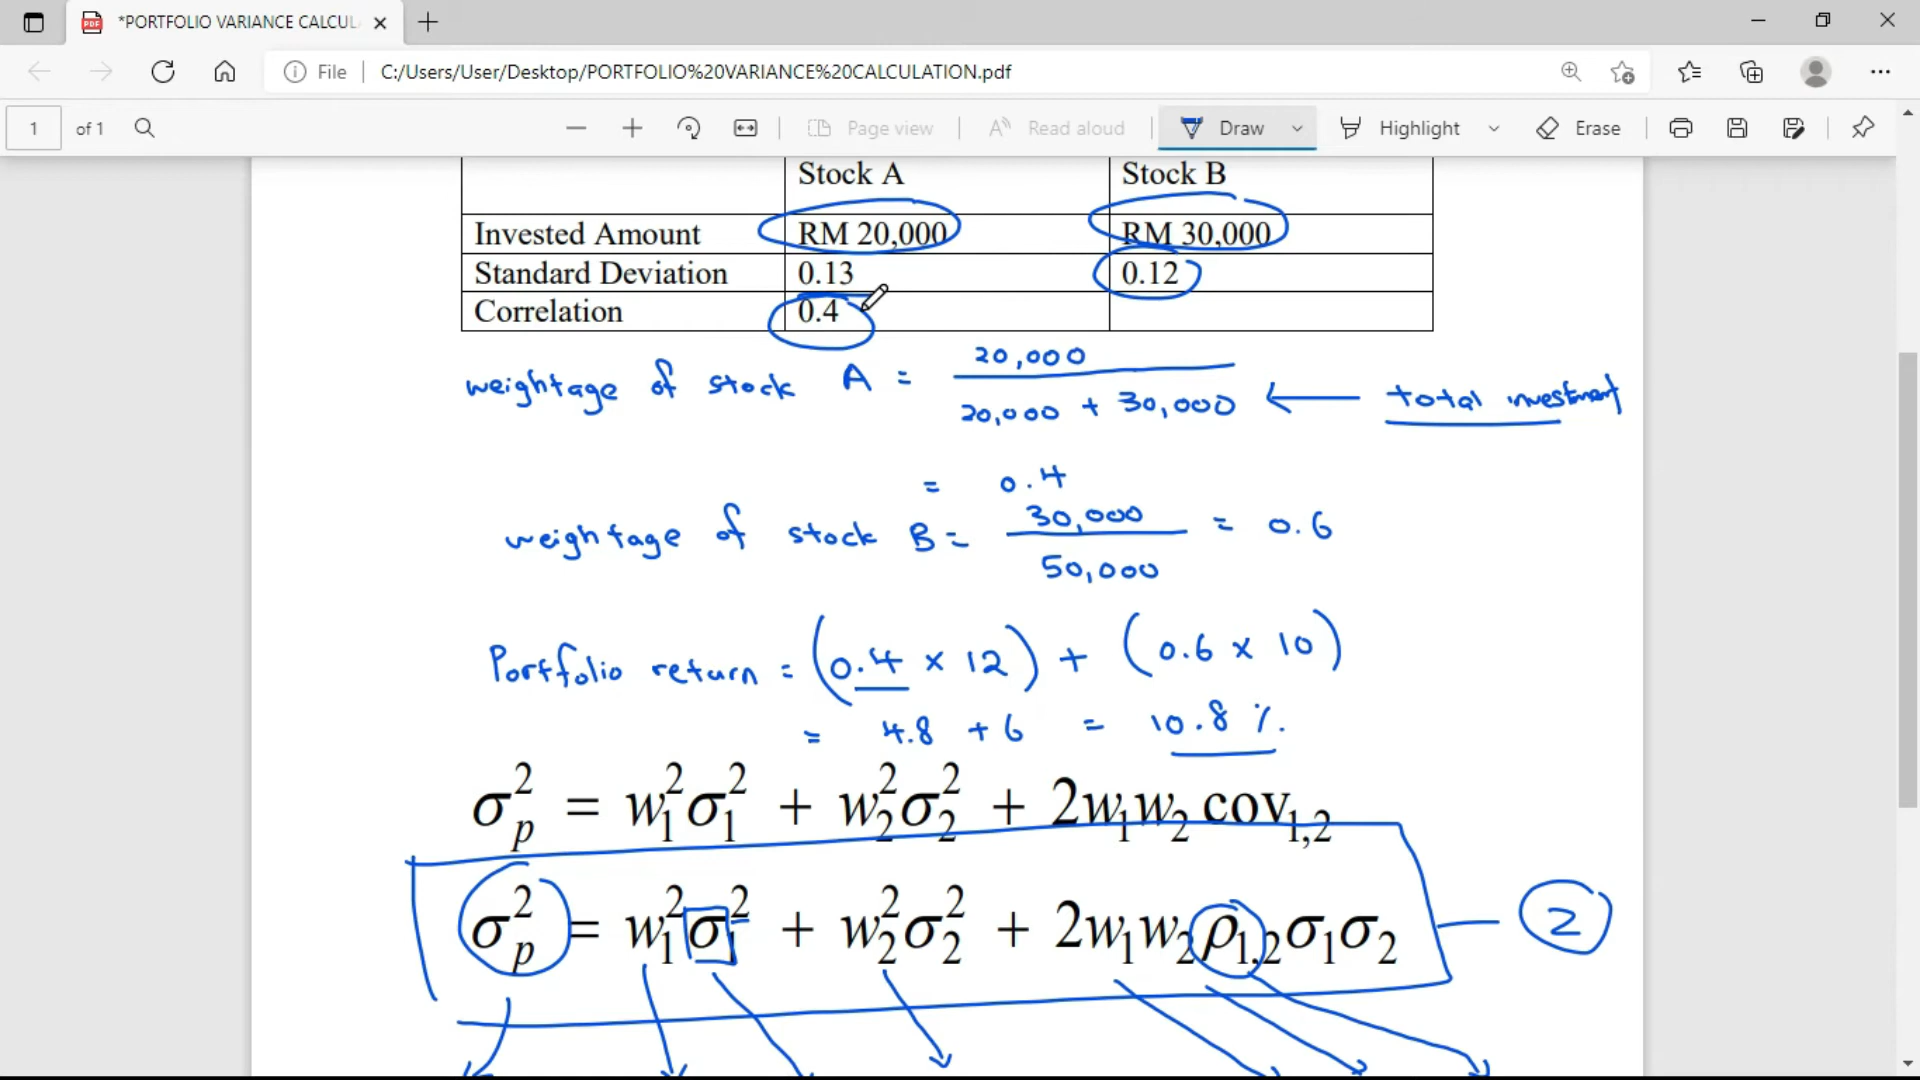 *PORTFOLIO VARIANCE CALCUL
File C:/Users/User/Desktop/PORTFOLIO%20VARIANCE%20CALCULATION.pdf
1 of 1 Page view Read aloud Draw Highlight Erase
Stock A Stock B
Invested Amount RM 20,000 RM 30,000
Standard Deviation 0.13 0.12
Correlation 0.4
weightage of stock A = 20,000 / 20,000 + 30,000 ← total investment
= 0.4
weightage of stock B = 30,000 / 50,000 = 0.6
Portfolio return = (0.4 × 12) + (0.6 × 10)
= 4.8 + 6 = 10.8 %
σ²p = w₁²σ₁² + w₂²σ₂² + 2w₁w₂ cov₁,₂
σ²p = w₁²σ₁² + w₂²σ₂² + 2w₁w₂ρ₁,₂σ₁σ₂ 2